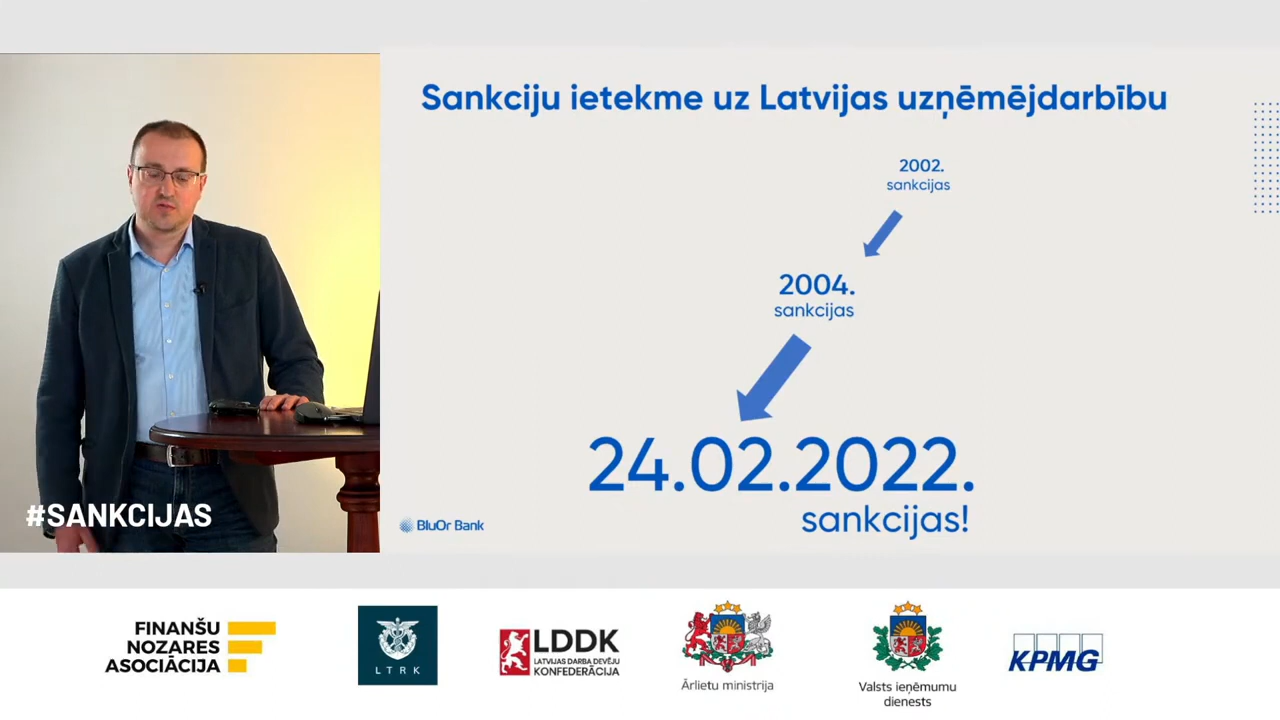 Sankciju ietekme uz Latvijas uzņēmējdarbību
2002.
sankcijas
2004.
sankcijas
24.02.2022.
sankcijas!
BluOr Bank
#SANKCIJAS
FINANŠU
NOZARES
ASOCIĀCIJA
LTRK
LDDK
LATVIJAS DARBA DEVĒJU
KONFEDERĀCIJA
Ārlietu ministrija
Valsts ieņēmumu
dienests
KPMG